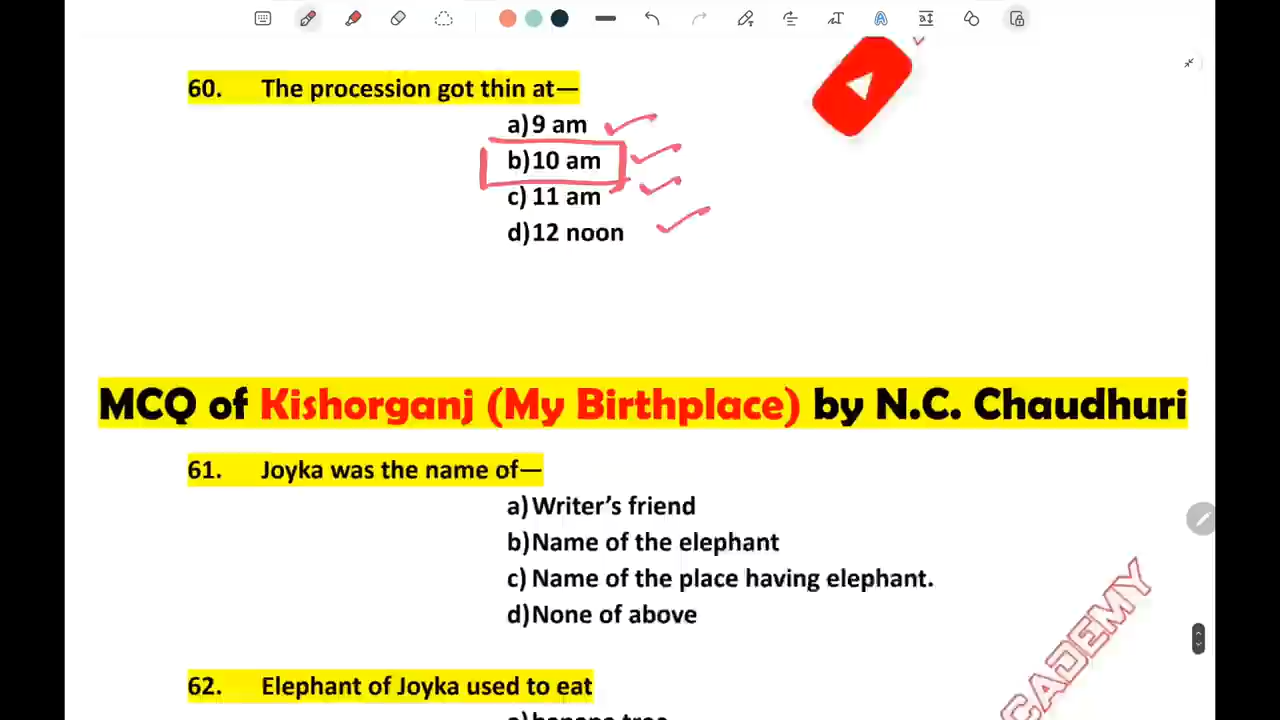 60. The procession got thin at—
a) 9 am
b) 10 am
c) 11 am
d) 12 noon
MCQ of Kishorganj (My Birthplace) by N.C. Chaudhuri
61. Joyka was the name of—
a) Writer’s friend
b) Name of the elephant
c) Name of the place having elephant.
d) None of above
62. Elephant of Joyka used to eat
a) banana tree
CADEMY